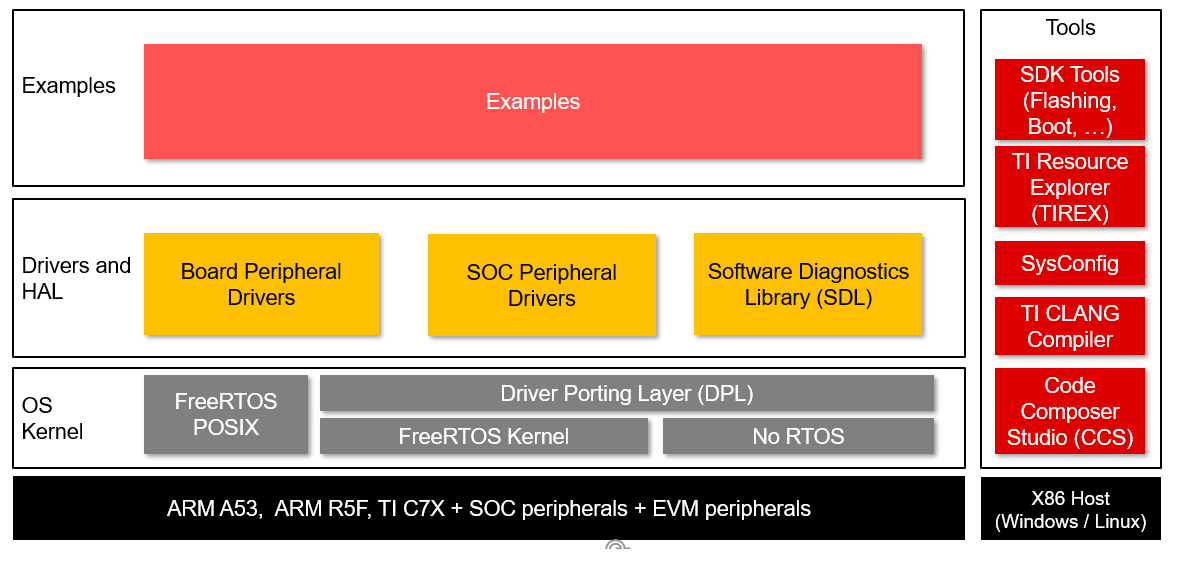 Examples
Examples
Drivers and
HAL
Board Peripheral
Drivers
SOC Peripheral
Drivers
Software Diagnostics
Library (SDL)
OS
Kernel
FreeRTOS
POSIX
Driver Porting Layer (DPL)
FreeRTOS Kernel
No RTOS
ARM A53, ARM R5F, TI C7X + SOC peripherals + EVM peripherals
Tools
SDK Tools
(Flashing,
Boot, …)
TI Resource
Explorer
(TIREX)
SysConfig
TI CLANG
Compiler
Code
Composer
Studio (CCS)
X86 Host
(Windows / Linux)